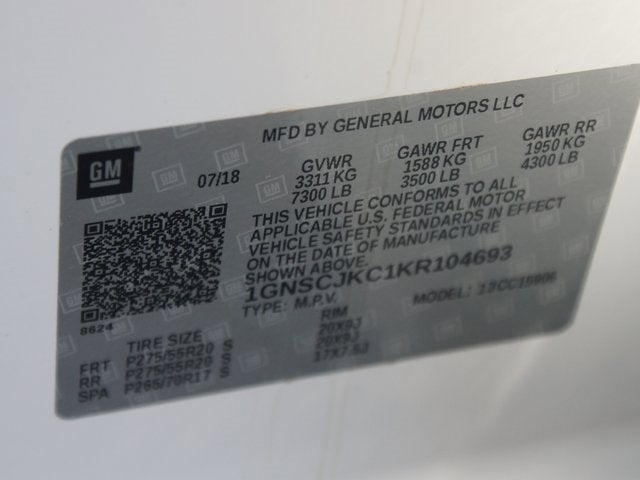 MFD BY GENERAL MOTORS LLC
GM
07/18
GVWR GAWR FRT GAWR RR
3311 KG 1588 KG 1950 KG
7300 LB 3500 LB 4300 LB
THIS VEHICLE CONFORMS TO ALL
APPLICABLE U.S. FEDERAL MOTOR
VEHICLE SAFETY STANDARDS IN EFFECT
ON THE DATE OF MANUFACTURE
SHOWN ABOVE.
1GNSCJKC1KR104693
TYPE: M.P.V. MODEL:
8624
TIRE SIZE RIM
FRT P275/55R20 S 20X9J
RR P275/55R20 S 20X9J
SPA P265/70R17 S 17X7.5J